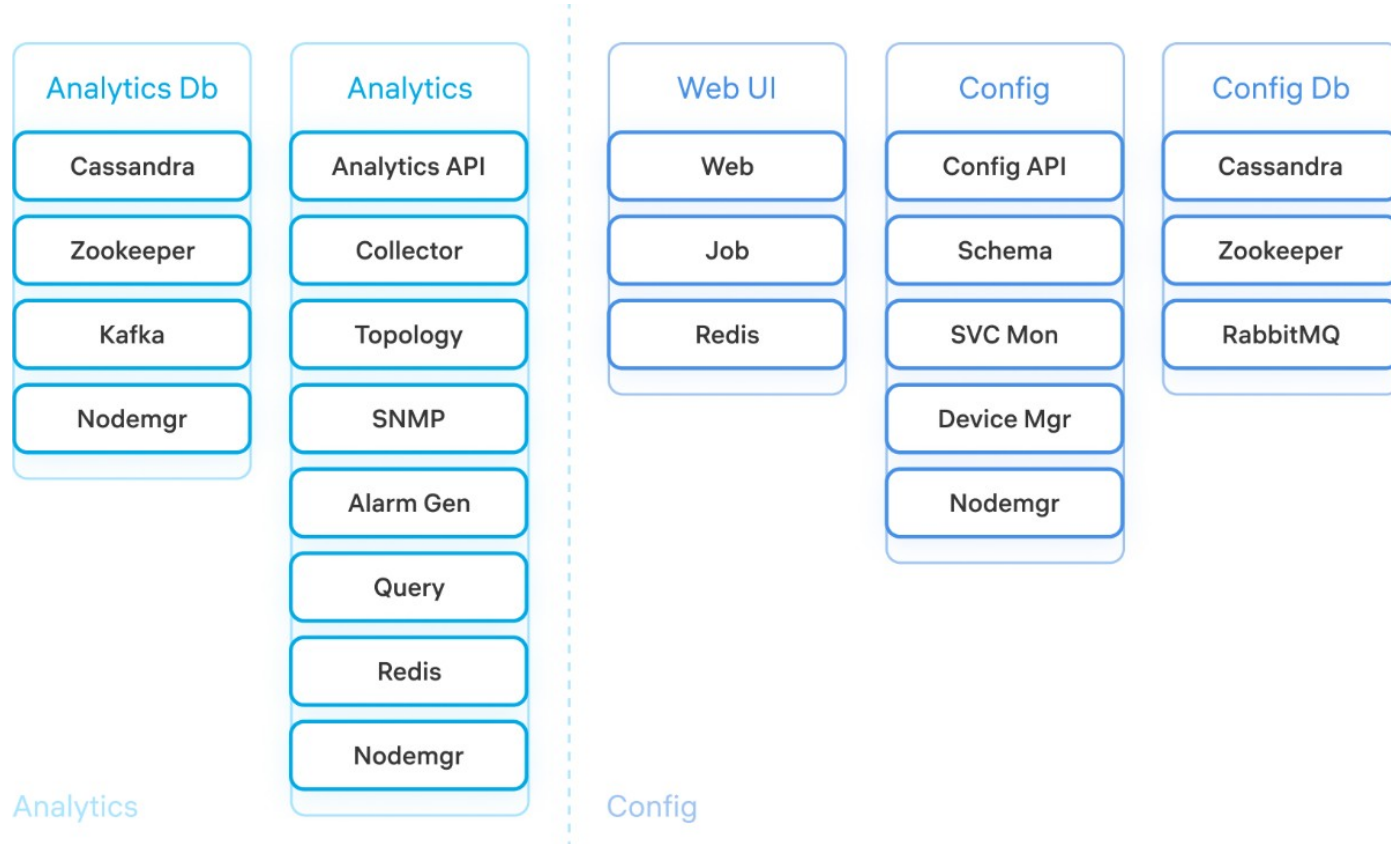 Analytics Db
Cassandra
Zookeeper
Kafka
Nodemgr
Analytics
Analytics API
Collector
Topology
SNMP
Alarm Gen
Query
Redis
Nodemgr
Analytics
Web UI
Web
Job
Redis
Config
Config API
Schema
SVC Mon
Device Mgr
Nodemgr
Config Db
Cassandra
Zookeeper
RabbitMQ
Config